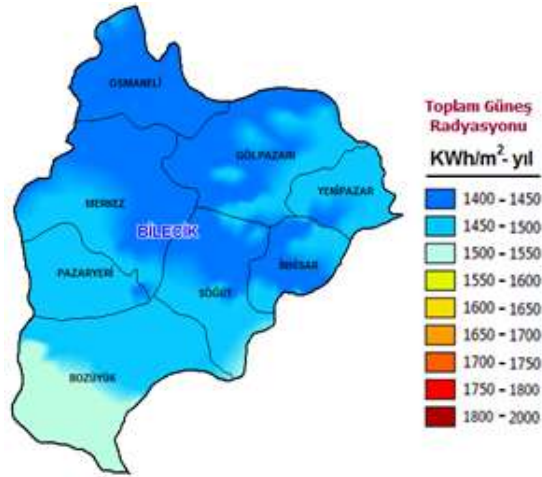 OSMANELİ
GÖLPAZARI
YENİPAZAR
MERKEZ
BİLECİK
İNHİSAR
PAZARYERİ
SÖĞÜT
BOZÜYÜK
Toplam Güneş
Radyasyonu
KWh/m²- yıl
1400 - 1450
1450 - 1500
1500 - 1550
1550 - 1600
1600 - 1650
1650 - 1700
1700 - 1750
1750 - 1800
1800 - 2000